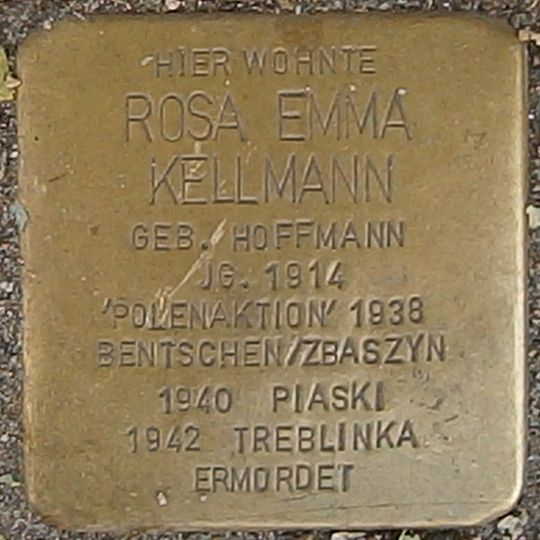 HIER WOHNTE
ROSA EMMA
KELLMANN
GEB. HOFFMANN
JG. 1914
'POLENAKTION' 1938
BENTSCHEN/ZBASZYN
1940 PIASKI
1942 TREBLINKA
ERMORDET